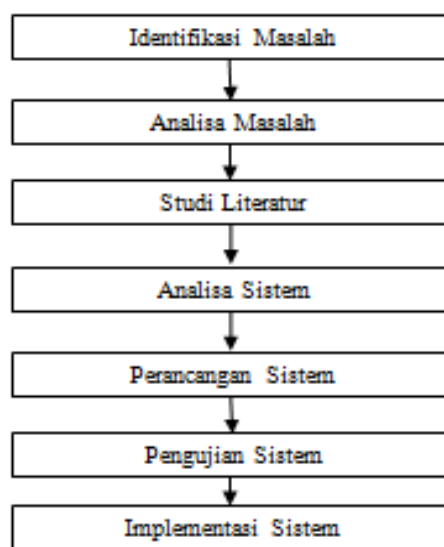 Identifikasi Masalah
Analisa Masalah
Studi Literatur
Analisa Sistem
Perancangan Sistem
Pengujian Sistem
Implementasi Sistem